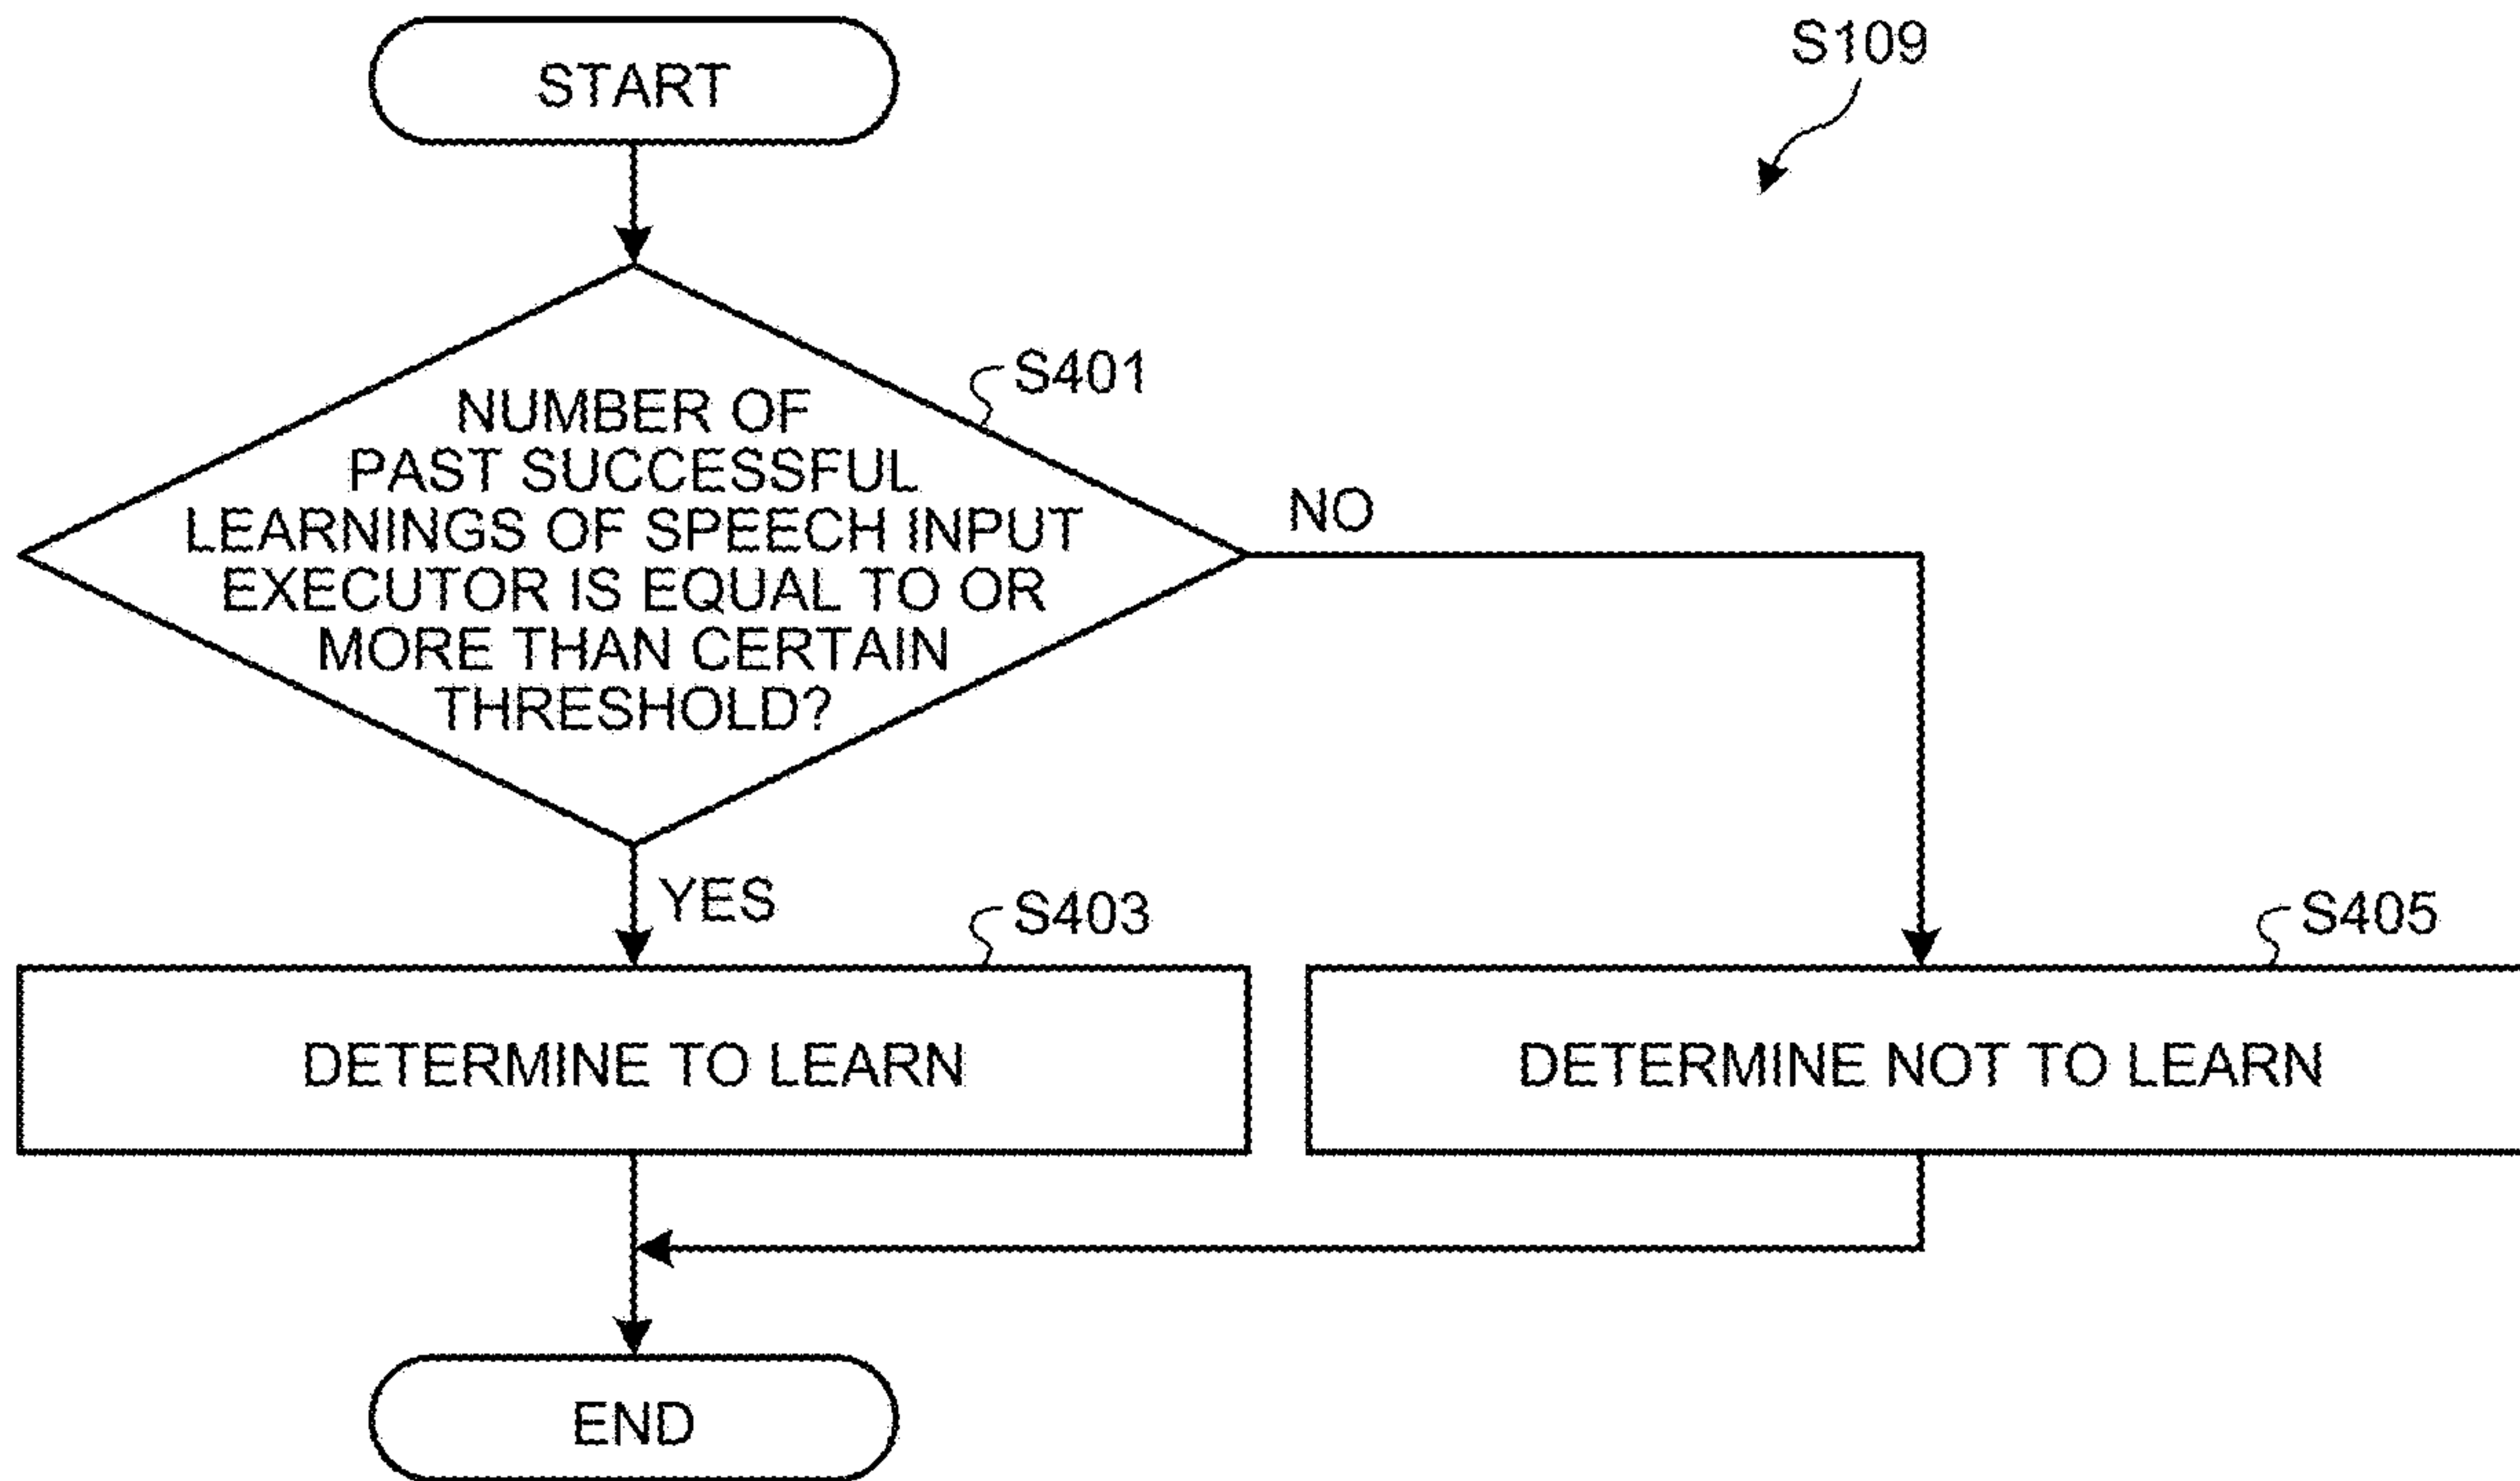 START
S109
S401
NUMBER OF
PAST SUCCESSFUL
LEARNINGS OF SPEECH INPUT
EXECUTOR IS EQUAL TO OR
MORE THAN CERTAIN
THRESHOLD?
NO
YES
S403
S405
DETERMINE TO LEARN
DETERMINE NOT TO LEARN
END